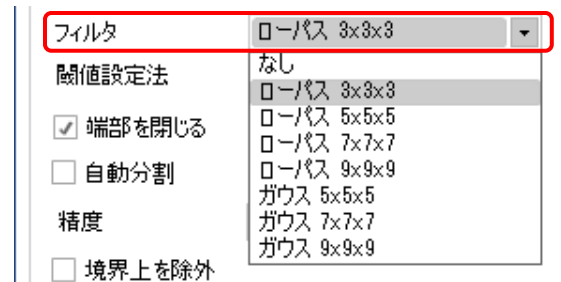 フィルタ ローパス 3x3x3
閾値設定法 なし
ローパス 3x3x3
端部を閉じる ローパス 5x5x5
ローパス 7x7x7
自動分割 ローパス 9x9x9
ガウス 5x5x5
精度 ガウス 7x7x7
ガウス 9x9x9
境界上を除外